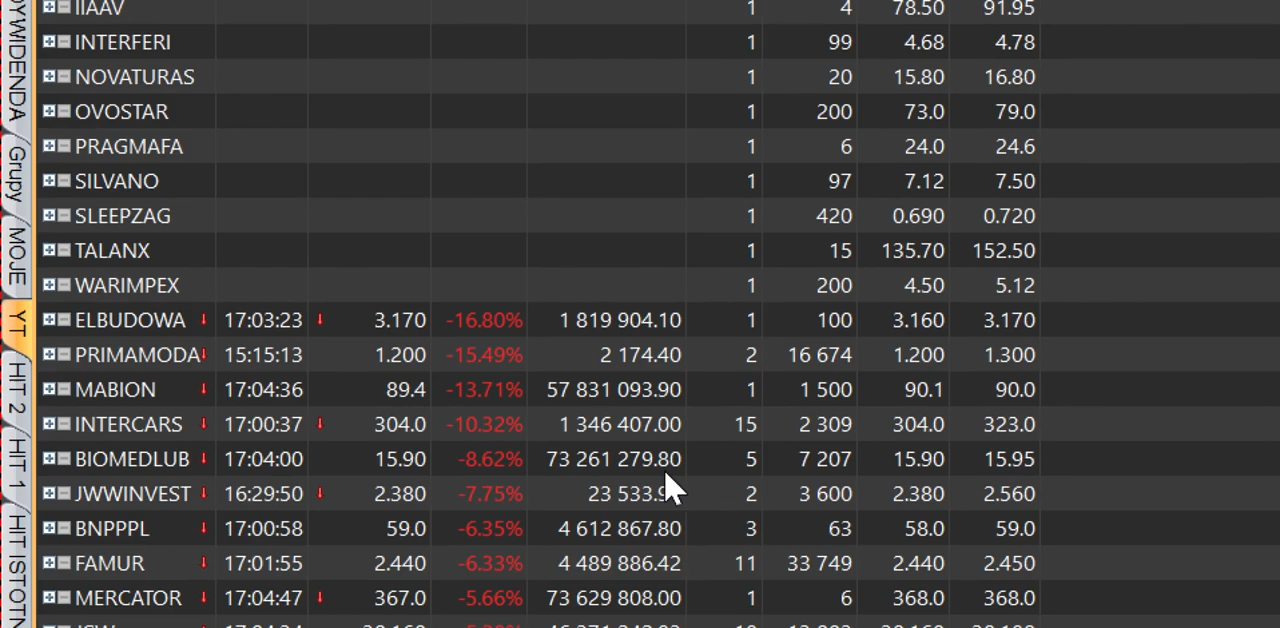 IIAAV 1 4 78.50 91.95
INTERFERI 1 99 4.68 4.78
NOVATURAS 1 20 15.80 16.80
OVOSTAR 1 200 73.0 79.0
PRAGMAFA 1 6 24.0 24.6
SILVANO 1 97 7.12 7.50
SLEEPZAG 1 420 0.690 0.720
TALANX 1 15 135.70 152.50
WARIMPEX 1 200 4.50 5.12
ELBUDOWA 17:03:23 3.170 -16.80% 1 819 904.10 1 100 3.160 3.170
PRIMAMODA 15:15:13 1.200 -15.49% 2 174.40 2 16 674 1.200 1.300
MABION 17:04:36 89.4 -13.71% 57 831 093.90 1 1 500 90.1 90.0
INTERCARS 17:00:37 304.0 -10.32% 1 346 407.00 15 2 309 304.0 323.0
BIOMEDLUB 17:04:00 15.90 -8.62% 73 261 279.80 5 7 207 15.90 15.95
JWWINVEST 16:29:50 2.380 -7.75% 2 3 600 2.380 2.560
BNPPPL 17:00:58 59.0 -6.35% 4 612 867.80 3 63 58.0 59.0
FAMUR 17:01:55 2.440 -6.33% 4 489 886.42 11 33 749 2.440 2.450
MERCATOR 17:04:47 367.0 -5.66% 73 629 808.00 1 6 368.0 368.0
Grupy
MOJE
YT
HIT 2
HIT 1